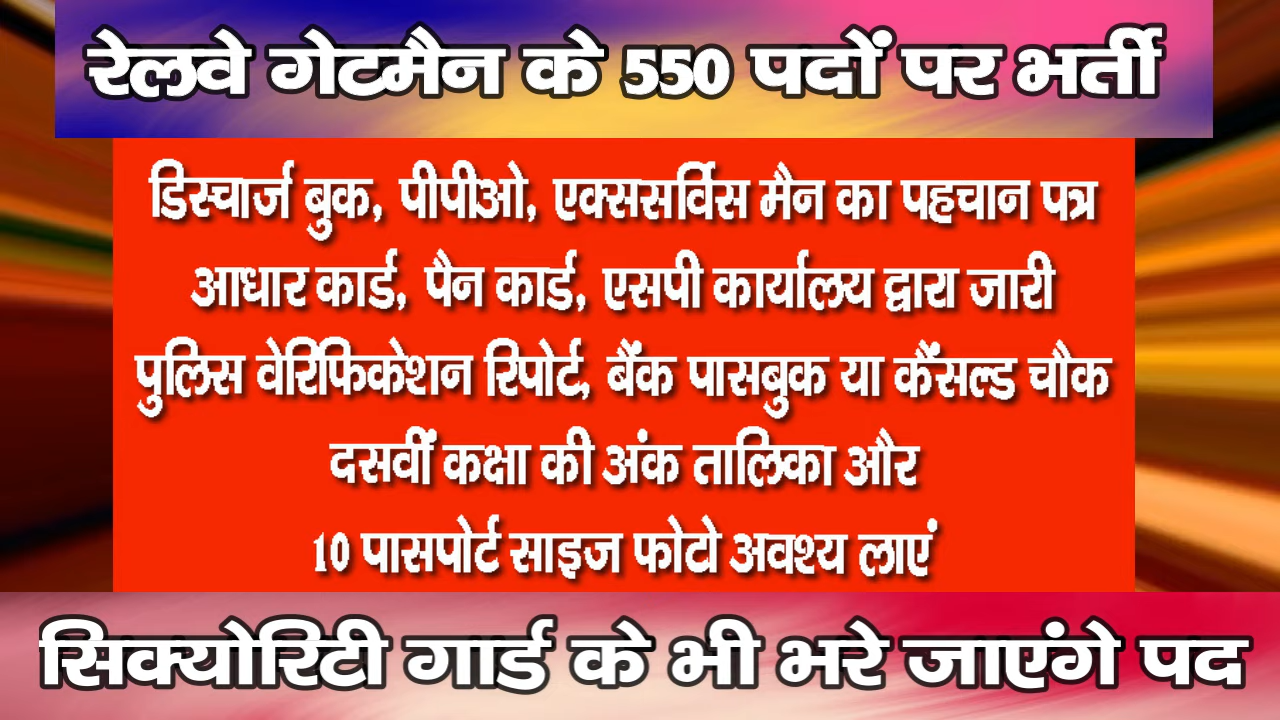 रेलवे गेटमैन के 550 पदों पर भर्ती
डिस्चार्ज बुक, पीपीओ, एक्ससर्विस मैन का पहचान पत्र
आधार कार्ड, पैन कार्ड, एसपी कार्यालय द्वारा जारी
पुलिस वेरिफिकेशन रिपोर्ट, बैंक पासबुक या कैंसल्ड चौक
दसवीं कक्षा की अंक तालिका और
10 पासपोर्ट साइज फोटो अवश्य लाएं
सिक्योरिटी गार्ड के भी भरे जाएंगे पद